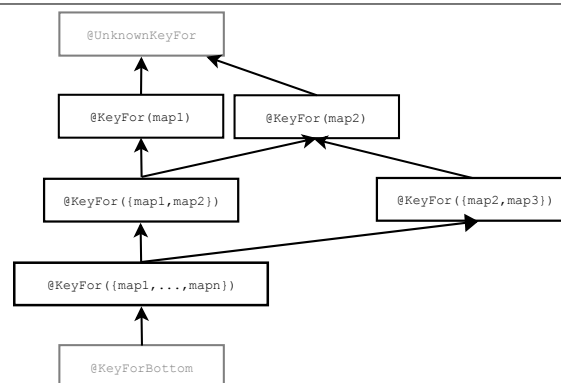 @UnknownKeyFor
@KeyFor(map1)
@KeyFor(map2)
@KeyFor({map1,map2})
@KeyFor({map2,map3})
@KeyFor({map1,...,mapn})
@KeyForBottom